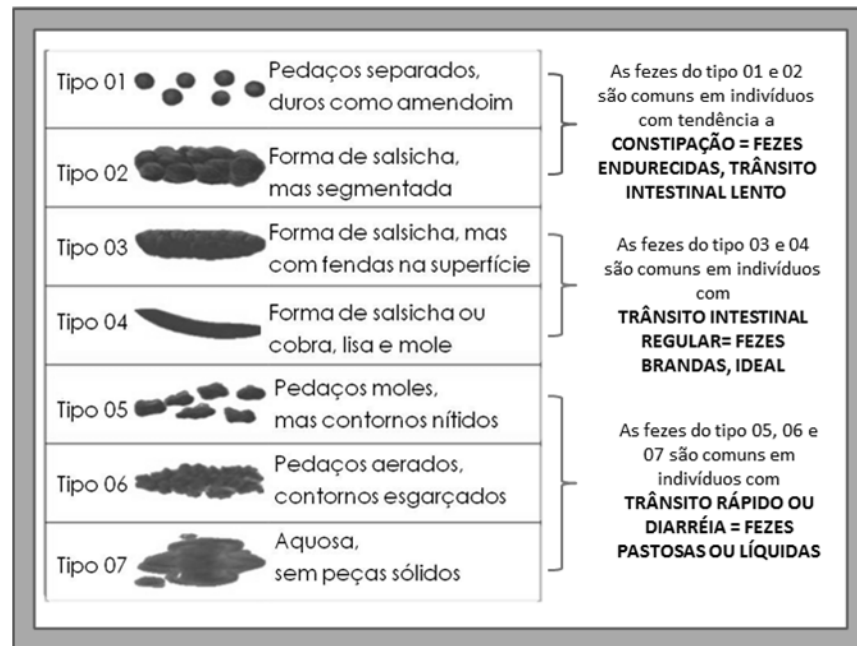 Tipo 01
Pedaços separados,
duros como amendoim
Tipo 02
Forma de salsicha,
mas segmentada
Tipo 03
Forma de salsicha, mas
com fendas na superfície
Tipo 04
Forma de salsicha ou
cobra, lisa e mole
Tipo 05
Pedaços moles,
mas contornos nítidos
Tipo 06
Pedaços aerados,
contornos esgarçados
Tipo 07
Aquosa,
sem peças sólidos
As fezes do tipo 01 e 02
são comuns em indivíduos
com tendência a
CONSTIPAÇÃO = FEZES
ENDURECIDAS, TRÂNSITO
INTESTINAL LENTO
As fezes do tipo 03 e 04
são comuns em indivíduos
com
TRÂNSITO INTESTINAL
REGULAR= FEZES
BRANDAS, IDEAL
As fezes do tipo 05, 06 e
07 são comuns em
indivíduos com
TRÂNSITO RÁPIDO OU
DIARRÉIA = FEZES
PASTOSAS OU LÍQUIDAS